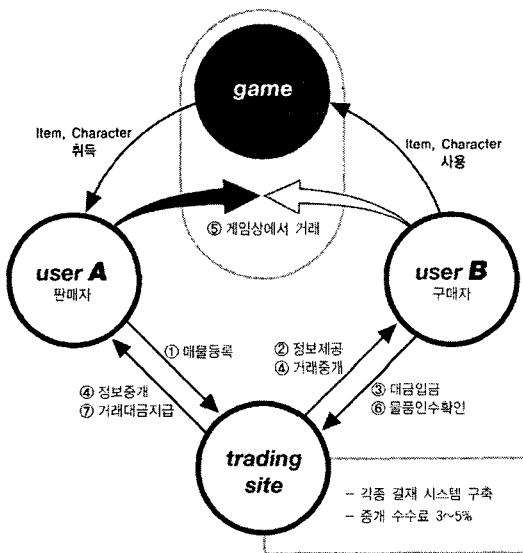 game
Item, Character
취득
Item, Character
사용
⑤ 게임상에서 거래
user A
판매자
user B
구매자
① 매물등록
② 정보제공
④ 거래중개
④ 정보중개
⑦ 거래대금지급
③ 대금입금
⑥ 물품인수확인
trading
site
- 각종 결재 시스템 구축
- 중개 수수료 3~5%